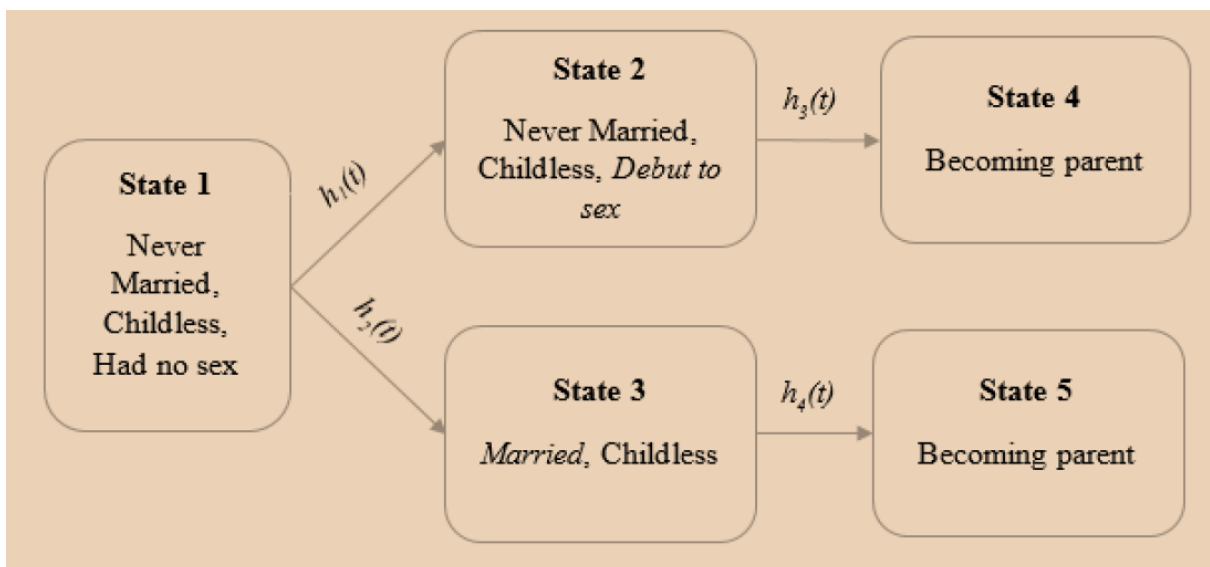 State 1
Never
Married,
Childless,
Had no sex
h₁(t)
h₂(t)
State 2
Never Married,
Childless, Debut to
sex
h₃(t)
State 4
Becoming parent
State 3
Married, Childless
h₄(t)
State 5
Becoming parent